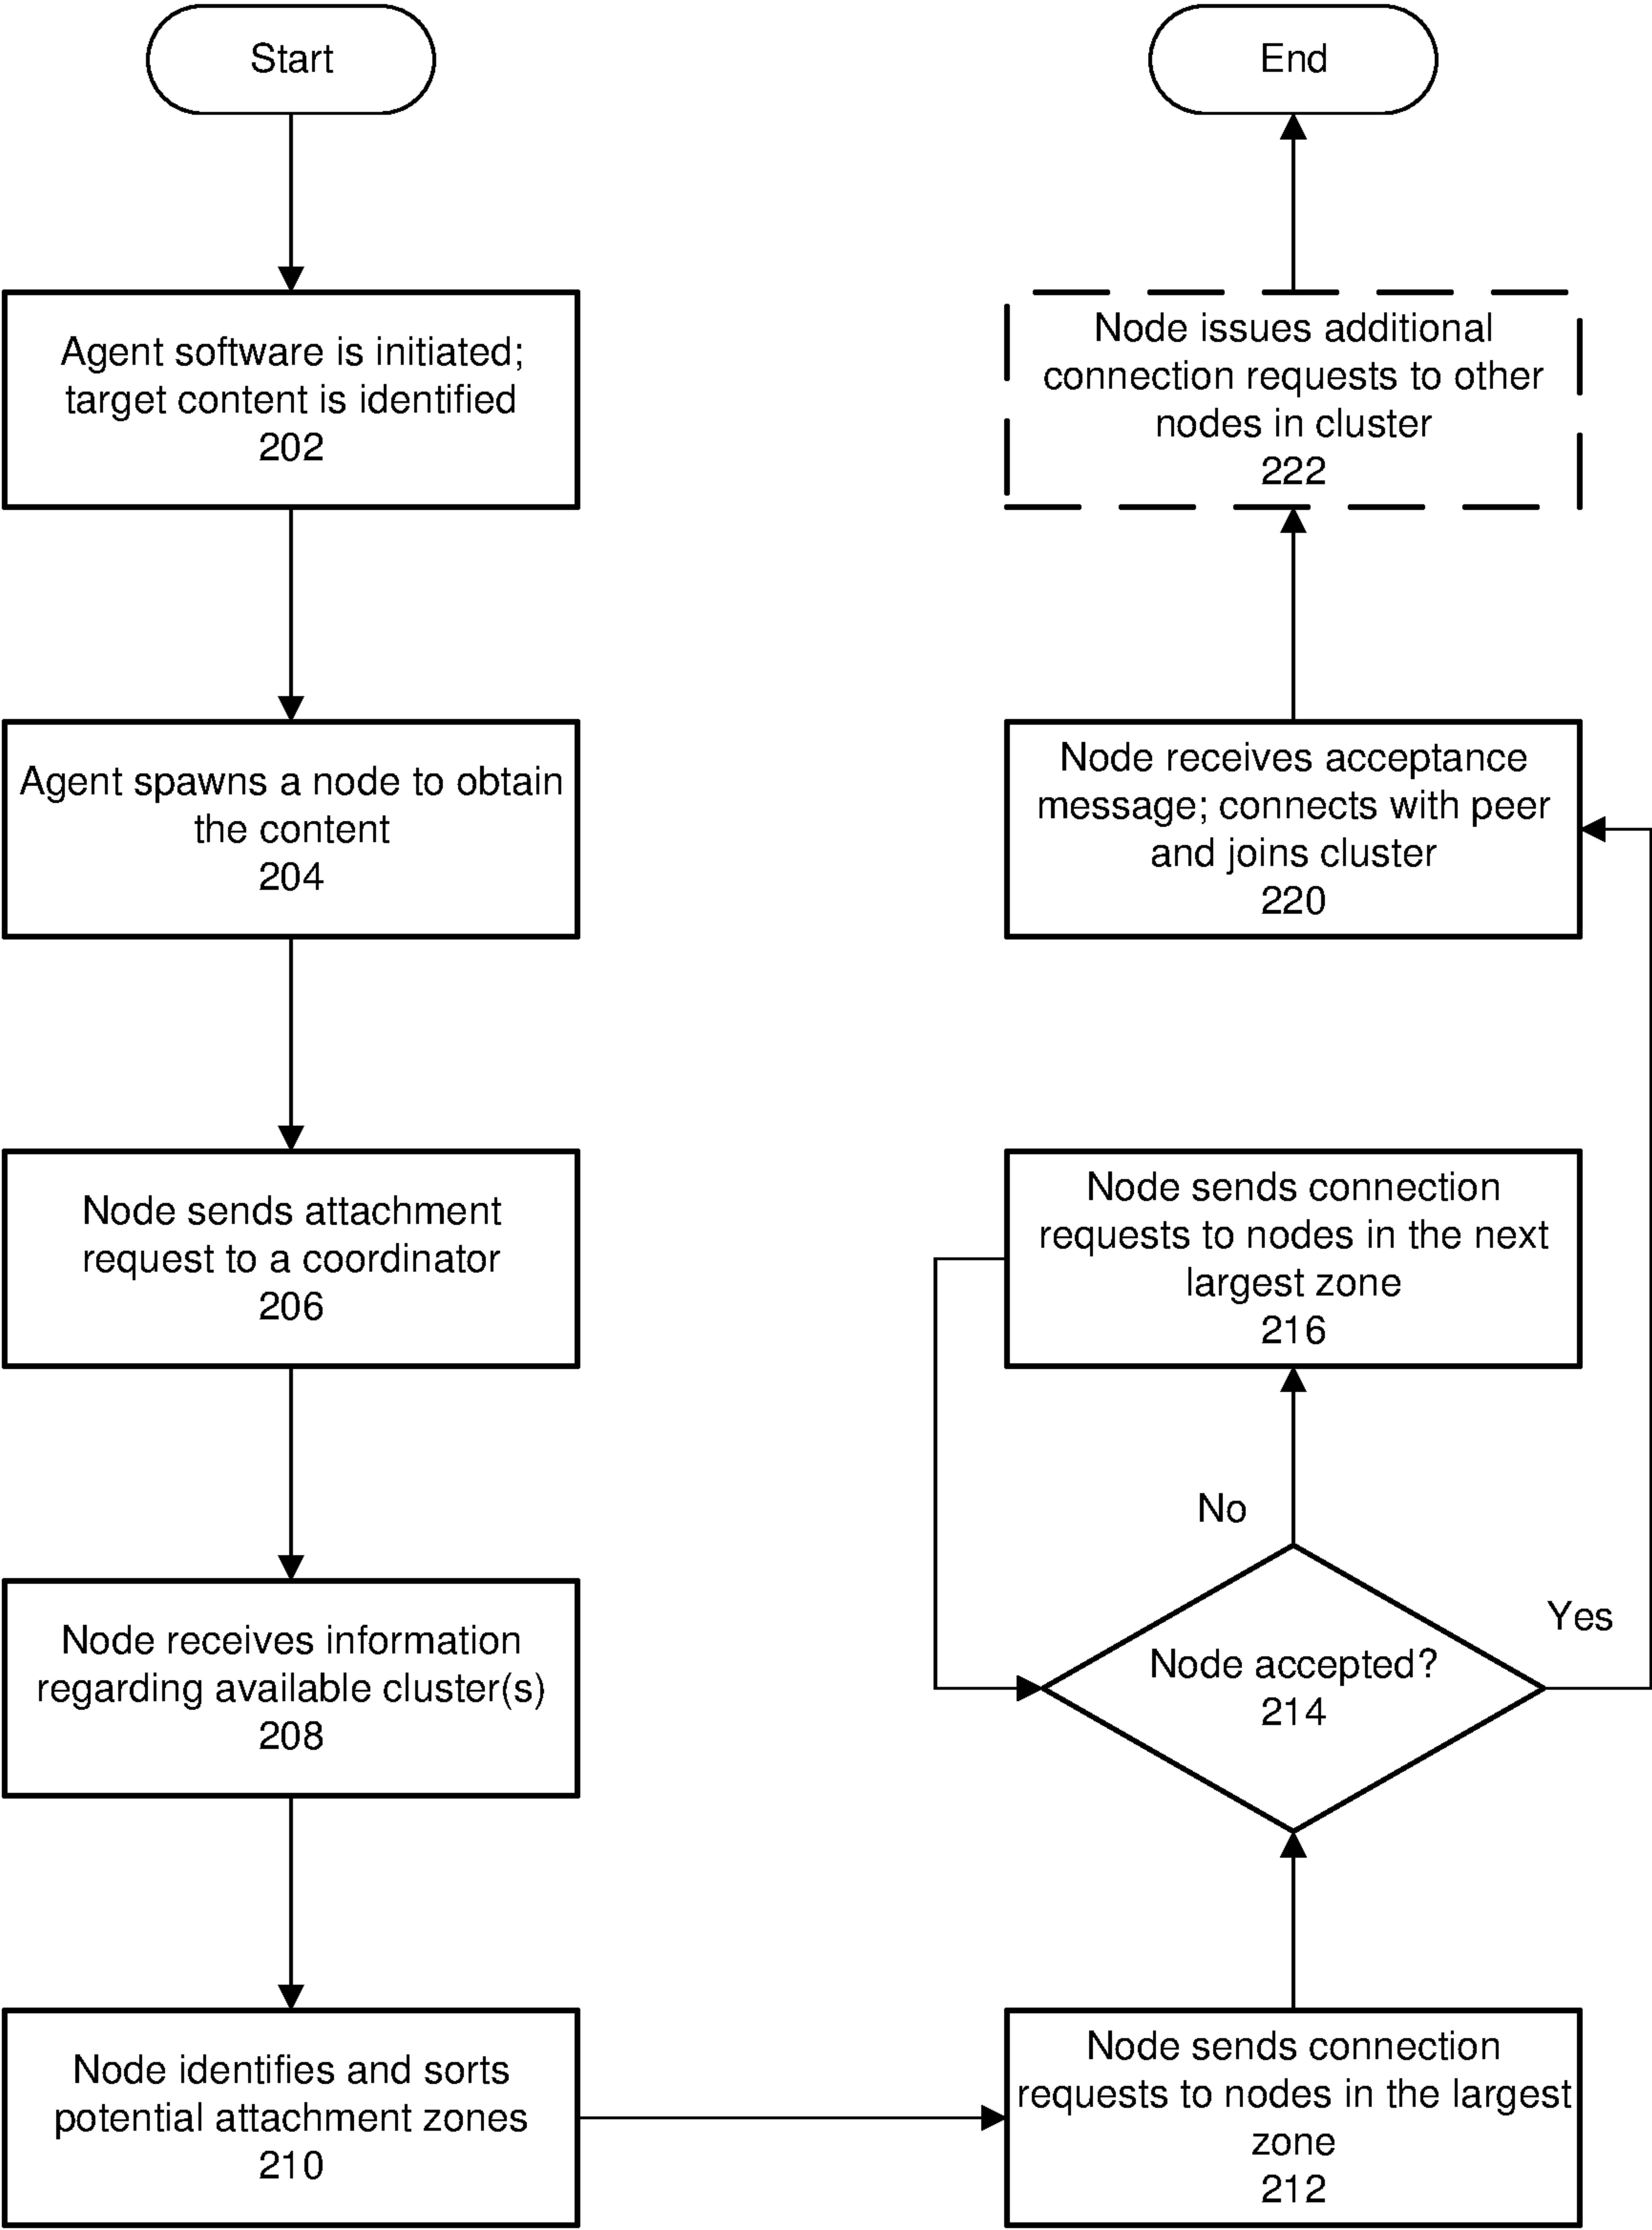 Start
Agent software is initiated;
target content is identified
202
Agent spawns a node to obtain
the content
204
Node sends attachment
request to a coordinator
206
Node receives information
regarding available cluster(s)
208
Node identifies and sorts
potential attachment zones
210
End
Node issues additional
connection requests to other
nodes in cluster
222
Node receives acceptance
message; connects with peer
and joins cluster
220
Node sends connection
requests to nodes in the next
largest zone
216
No
Yes
Node accepted?
214
Node sends connection
requests to nodes in the largest
zone
212